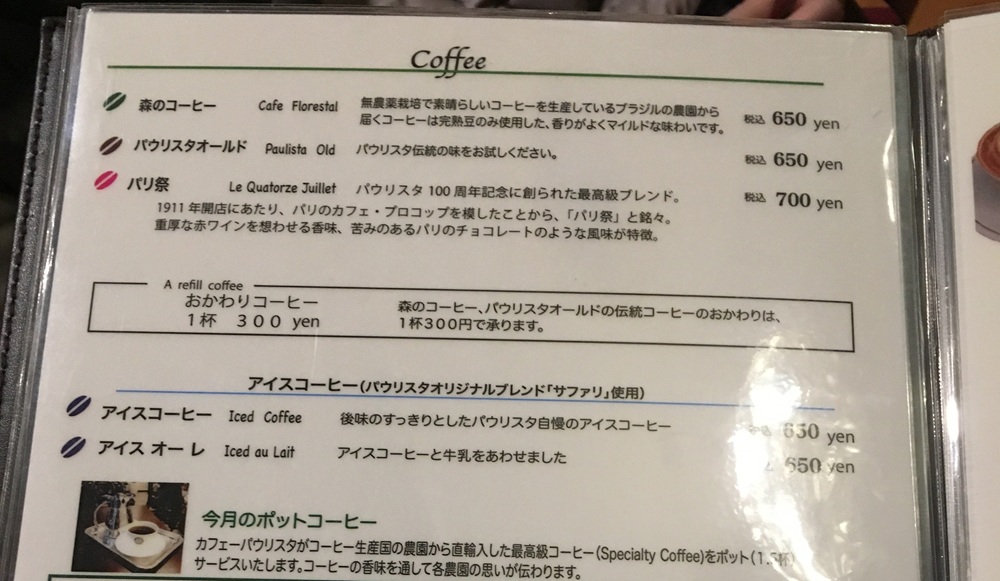 Coffee
森のコーヒー Cafe Florestal 無農薬栽培で素晴らしいコーヒーを生産しているブラジルの農園から
届くコーヒーは完熟豆のみ使用した、香りがよくマイルドな味わいです。 税込 650 yen
パウリスタオールド Paulista Old パウリスタ伝統の味をお試しください。 税込 650 yen
パリ祭 Le Quatorze Juillet パウリスタ 100 周年記念に創られた最高級ブレンド。 税込 700 yen
1911 年開店にあたり、パリのカフェ・プロコップを模したことから、「パリ祭」と銘々。
重厚な赤ワインを想わせる香味、苦みのあるパリのチョコレートのような風味が特徴。
A refill coffee
おかわりコーヒー 森のコーヒー、パウリスタオールドの伝統コーヒーのおかわりは、
1杯 300 yen 1杯300円で承ります。
アイスコーヒー(パウリスタオリジナルブレンド「サファリ」使用)
アイスコーヒー Iced Coffee 後味のすっきりとしたパウリスタ自慢のアイスコーヒー 650 yen
アイス オー レ Iced au Lait アイスコーヒーと牛乳をあわせました 650 yen
今月のポットコーヒー
カフェーパウリスタがコーヒー生産国の農園から直輸入した最高級コーヒー(Specialty Coffee)をポット(1.5杯)
サービスいたします。コーヒーの香味を通して各農園の思いが伝わります。